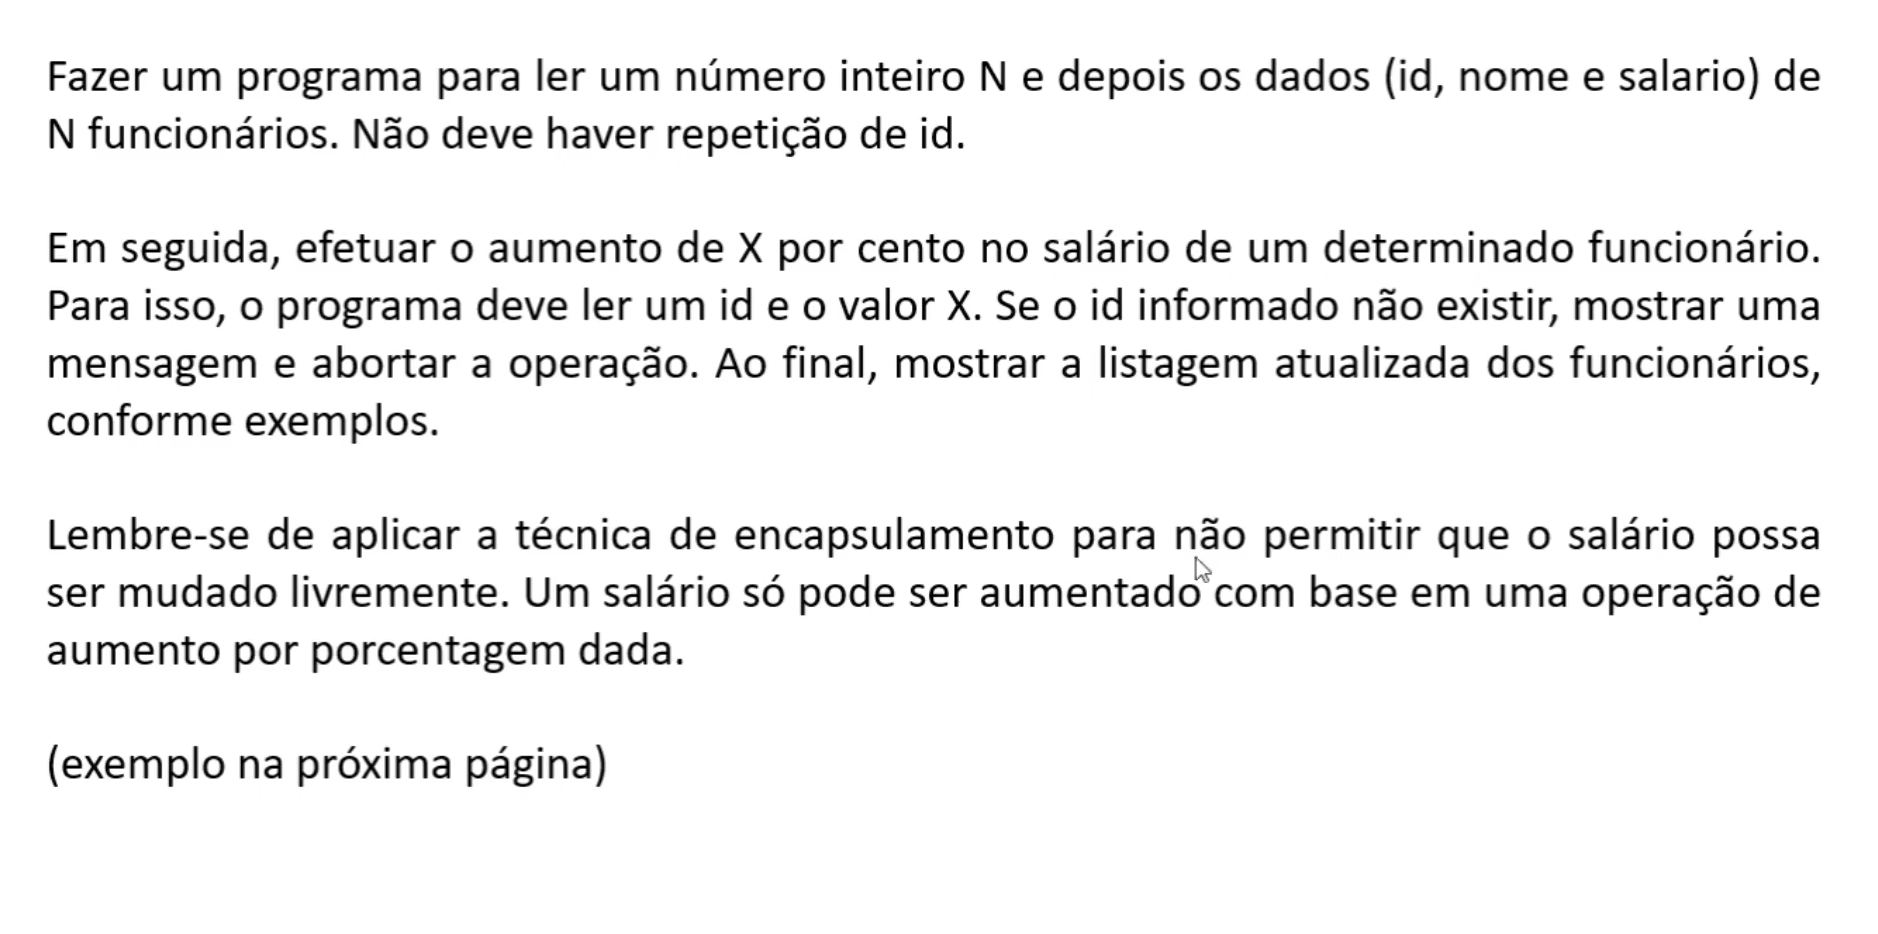 Fazer um programa para ler um número inteiro N e depois os dados (id, nome e salario) de
N funcionários. Não deve haver repetição de id.
Em seguida, efetuar o aumento de X por cento no salário de um determinado funcionário.
Para isso, o programa deve ler um id e o valor X. Se o id informado não existir, mostrar uma
mensagem e abortar a operação. Ao final, mostrar a listagem atualizada dos funcionários,
conforme exemplos.
Lembre-se de aplicar a técnica de encapsulamento para não permitir que o salário possa
ser mudado livremente. Um salário só pode ser aumentado com base em uma operação de
aumento por porcentagem dada.
(exemplo na próxima página)